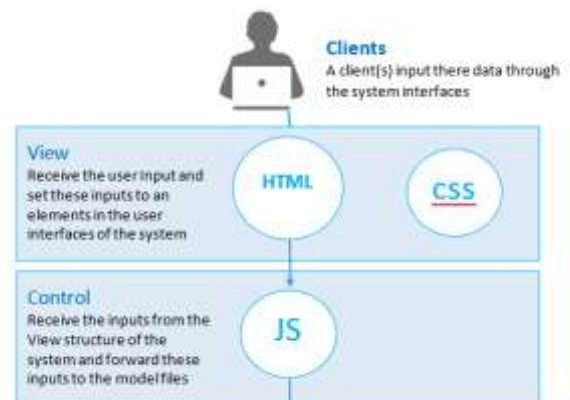 Clients
A client(s) input there data through
the system interfaces
View
Receive the user input and
set these inputs to an
elements in the user
interfaces of the system
HTML
CSS
Control
Receive the inputs from the
View structure of the
system and forward these
inputs to the model files
JS